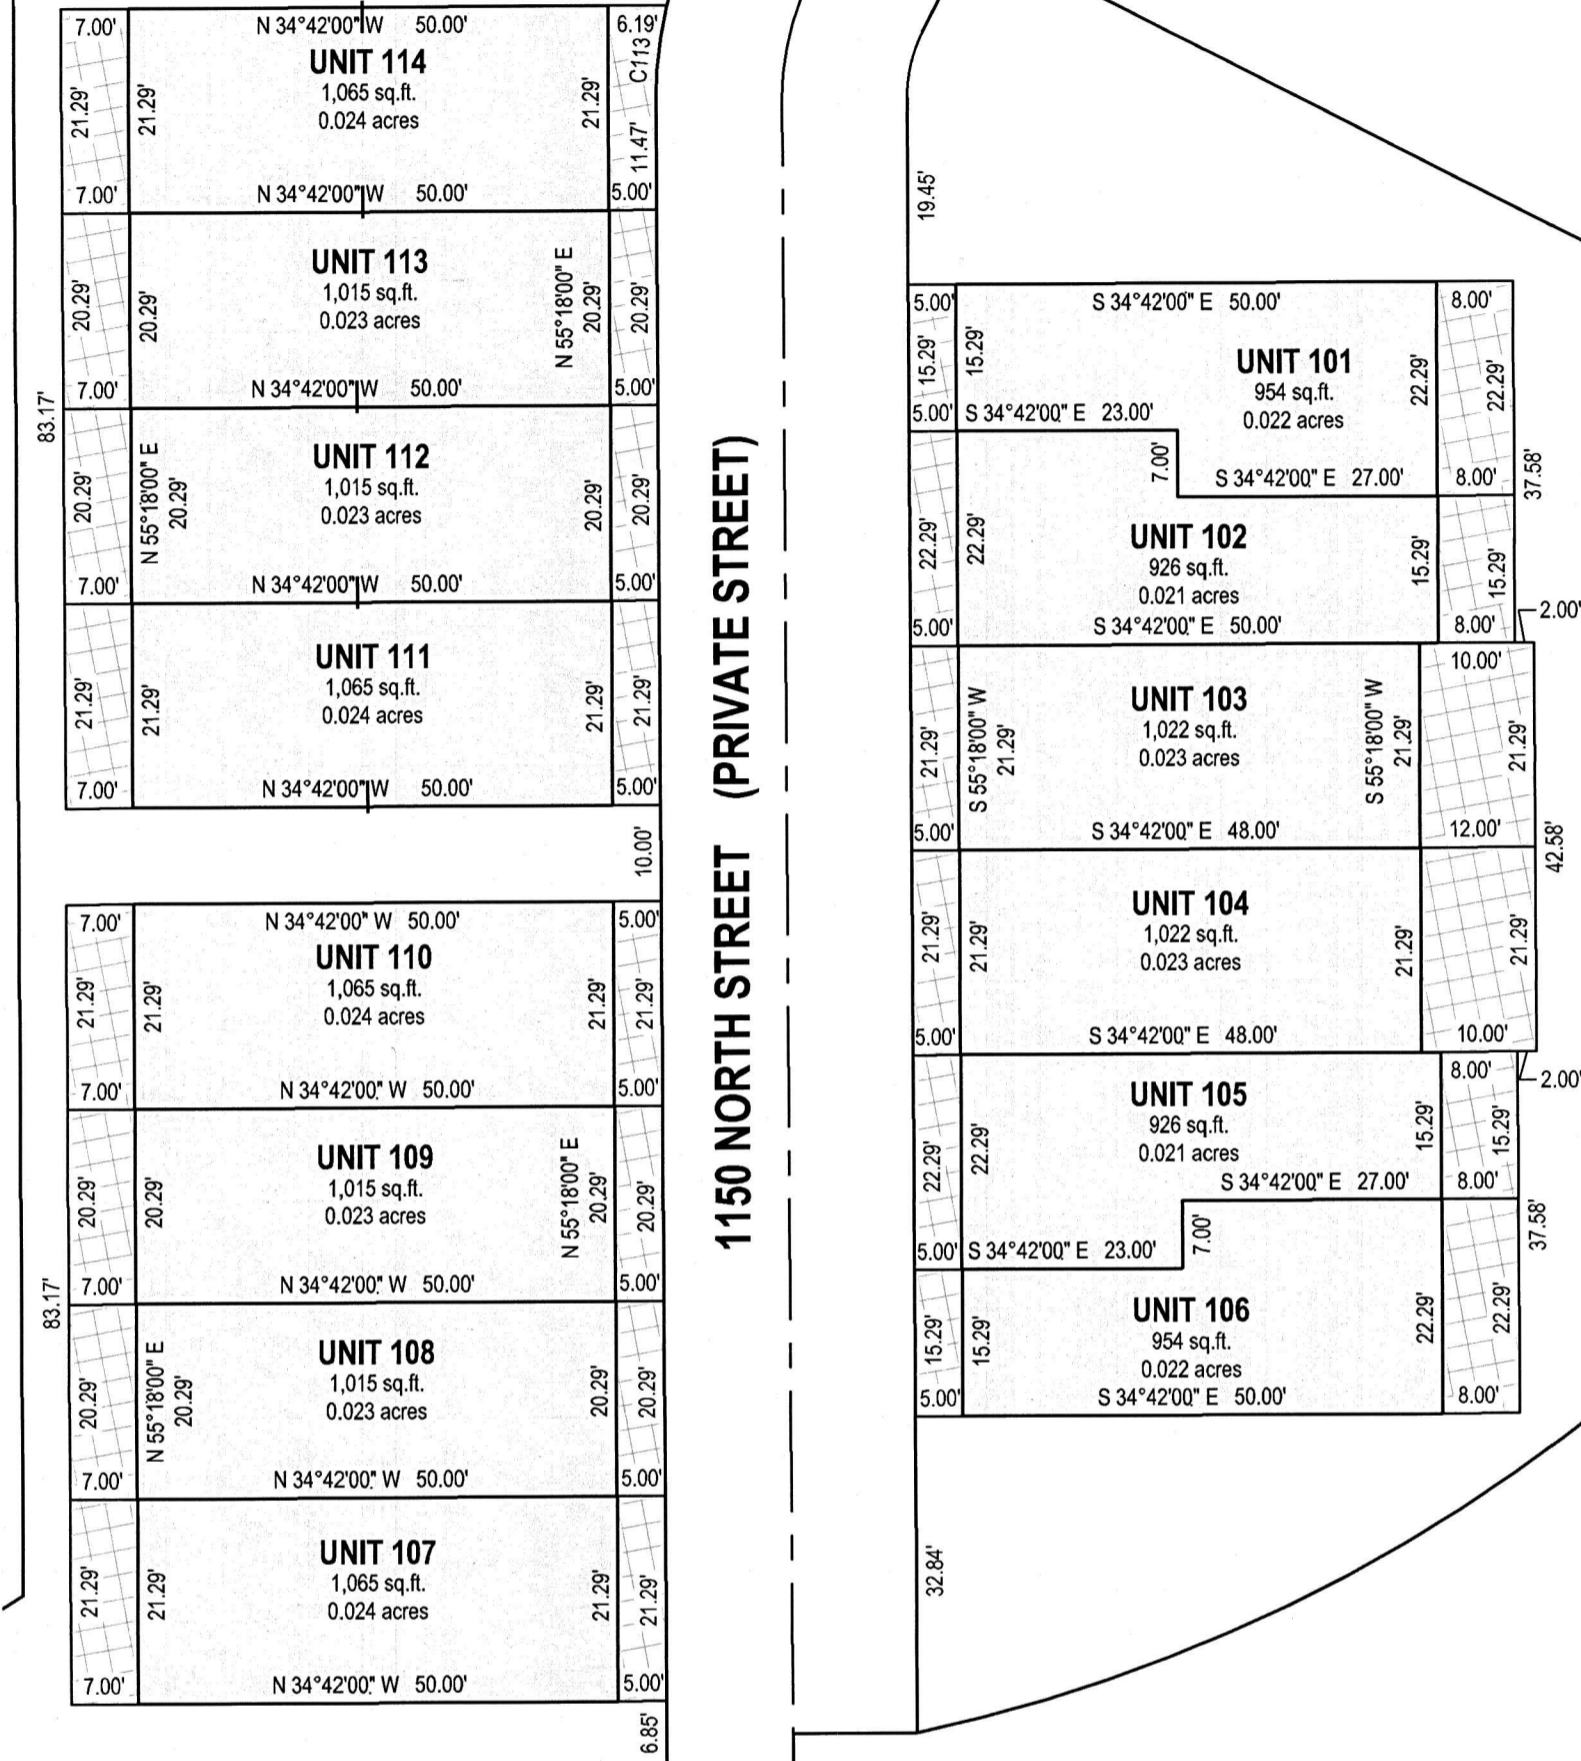 7.00' N 34°42'00" W 50.00' 6.19'
UNIT 114
1,065 sq.ft.
0.024 acres
21.29'
21.29'
21.29'
C113
11.47'
7.00' N 34°42'00" W 50.00' 5.00'
UNIT 113
1,015 sq.ft.
0.023 acres
20.29'
20.29'
N 55°18'00" E
20.29'
20.29'
7.00' N 34°42'00" W 50.00' 5.00'
83.17'
UNIT 112
1,015 sq.ft.
0.023 acres
20.29'
N 55°18'00" E
20.29'
20.29'
20.29'
7.00' N 34°42'00" W 50.00' 5.00'
UNIT 111
1,065 sq.ft.
0.024 acres
21.29'
21.29'
21.29'
21.29'
7.00' N 34°42'00" W 50.00' 5.00'
10.00'
7.00' N 34°42'00" W 50.00' 5.00'
UNIT 110
1,065 sq.ft.
0.024 acres
21.29'
21.29'
21.29'
21.29'
7.00' N 34°42'00" W 50.00' 5.00'
UNIT 109
1,015 sq.ft.
0.023 acres
20.29'
20.29'
N 55°18'00" E
20.29'
20.29'
7.00' N 34°42'00" W 50.00' 5.00'
83.17'
UNIT 108
1,015 sq.ft.
0.023 acres
20.29'
N 55°18'00" E
20.29'
20.29'
20.29'
7.00' N 34°42'00" W 50.00' 5.00'
UNIT 107
1,065 sq.ft.
0.024 acres
21.29'
21.29'
21.29'
21.29'
7.00' N 34°42'00" W 50.00' 5.00'
6.85'
1150 NORTH STREET (PRIVATE STREET)
19.45'
5.00' S 34°42'00" E 50.00' 8.00'
UNIT 101
954 sq.ft.
0.022 acres
15.29'
15.29'
22.29'
22.29'
5.00' S 34°42'00" E 23.00'
7.00'
S 34°42'00" E 27.00' 8.00'
37.58'
UNIT 102
926 sq.ft.
0.021 acres
22.29'
22.29'
15.29'
15.29'
5.00' S 34°42'00" E 50.00' 8.00'
2.00'
10.00'
UNIT 103
1,022 sq.ft.
0.023 acres
21.29'
S 55°18'00" W
21.29'
S 55°18'00" W
21.29'
21.29'
5.00' S 34°42'00" E 48.00' 12.00'
42.58'
UNIT 104
1,022 sq.ft.
0.023 acres
21.29'
21.29'
21.29'
21.29'
5.00' S 34°42'00" E 48.00' 10.00'
8.00'
2.00'
UNIT 105
926 sq.ft.
0.021 acres
22.29'
22.29'
15.29'
15.29'
S 34°42'00" E 27.00' 8.00'
7.00'
5.00' S 34°42'00" E 23.00'
37.58'
UNIT 106
954 sq.ft.
0.022 acres
15.29'
15.29'
22.29'
22.29'
5.00' S 34°42'00" E 50.00' 8.00'
32.84'